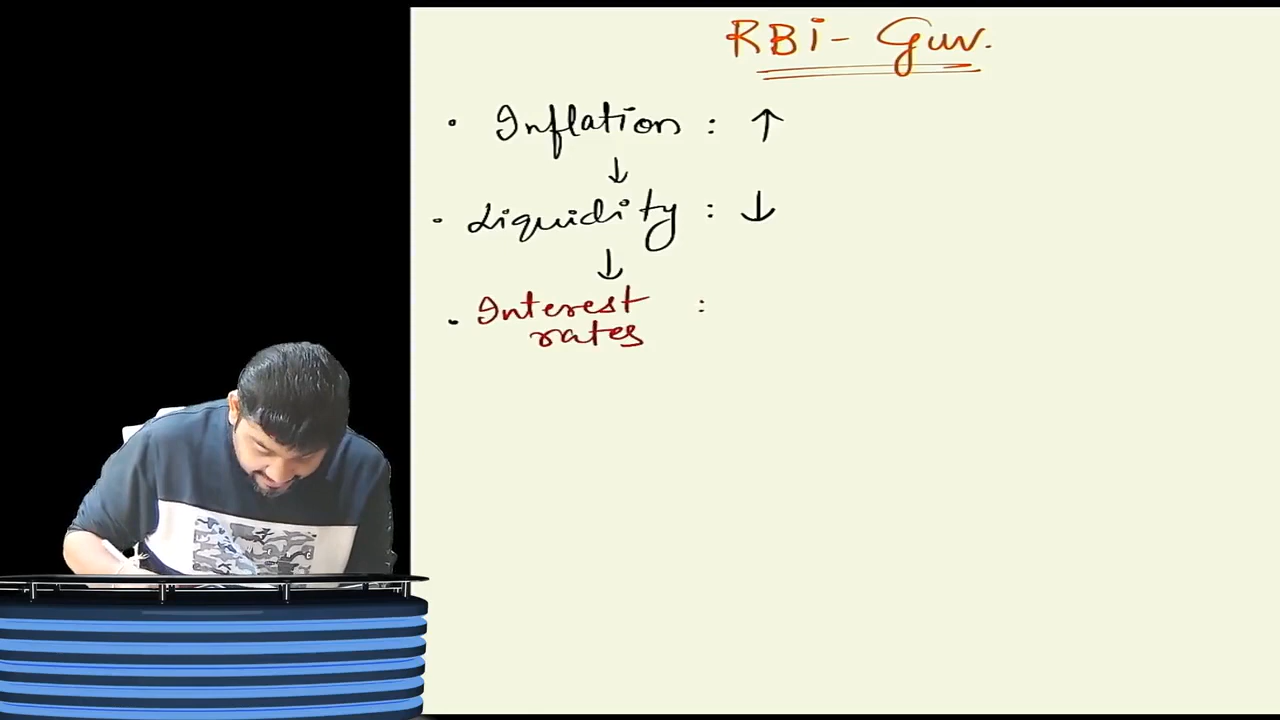 RBi - Guv.
• Inflation : ↑
↓
• Liquidity : ↓
↓
• Interest :
rates